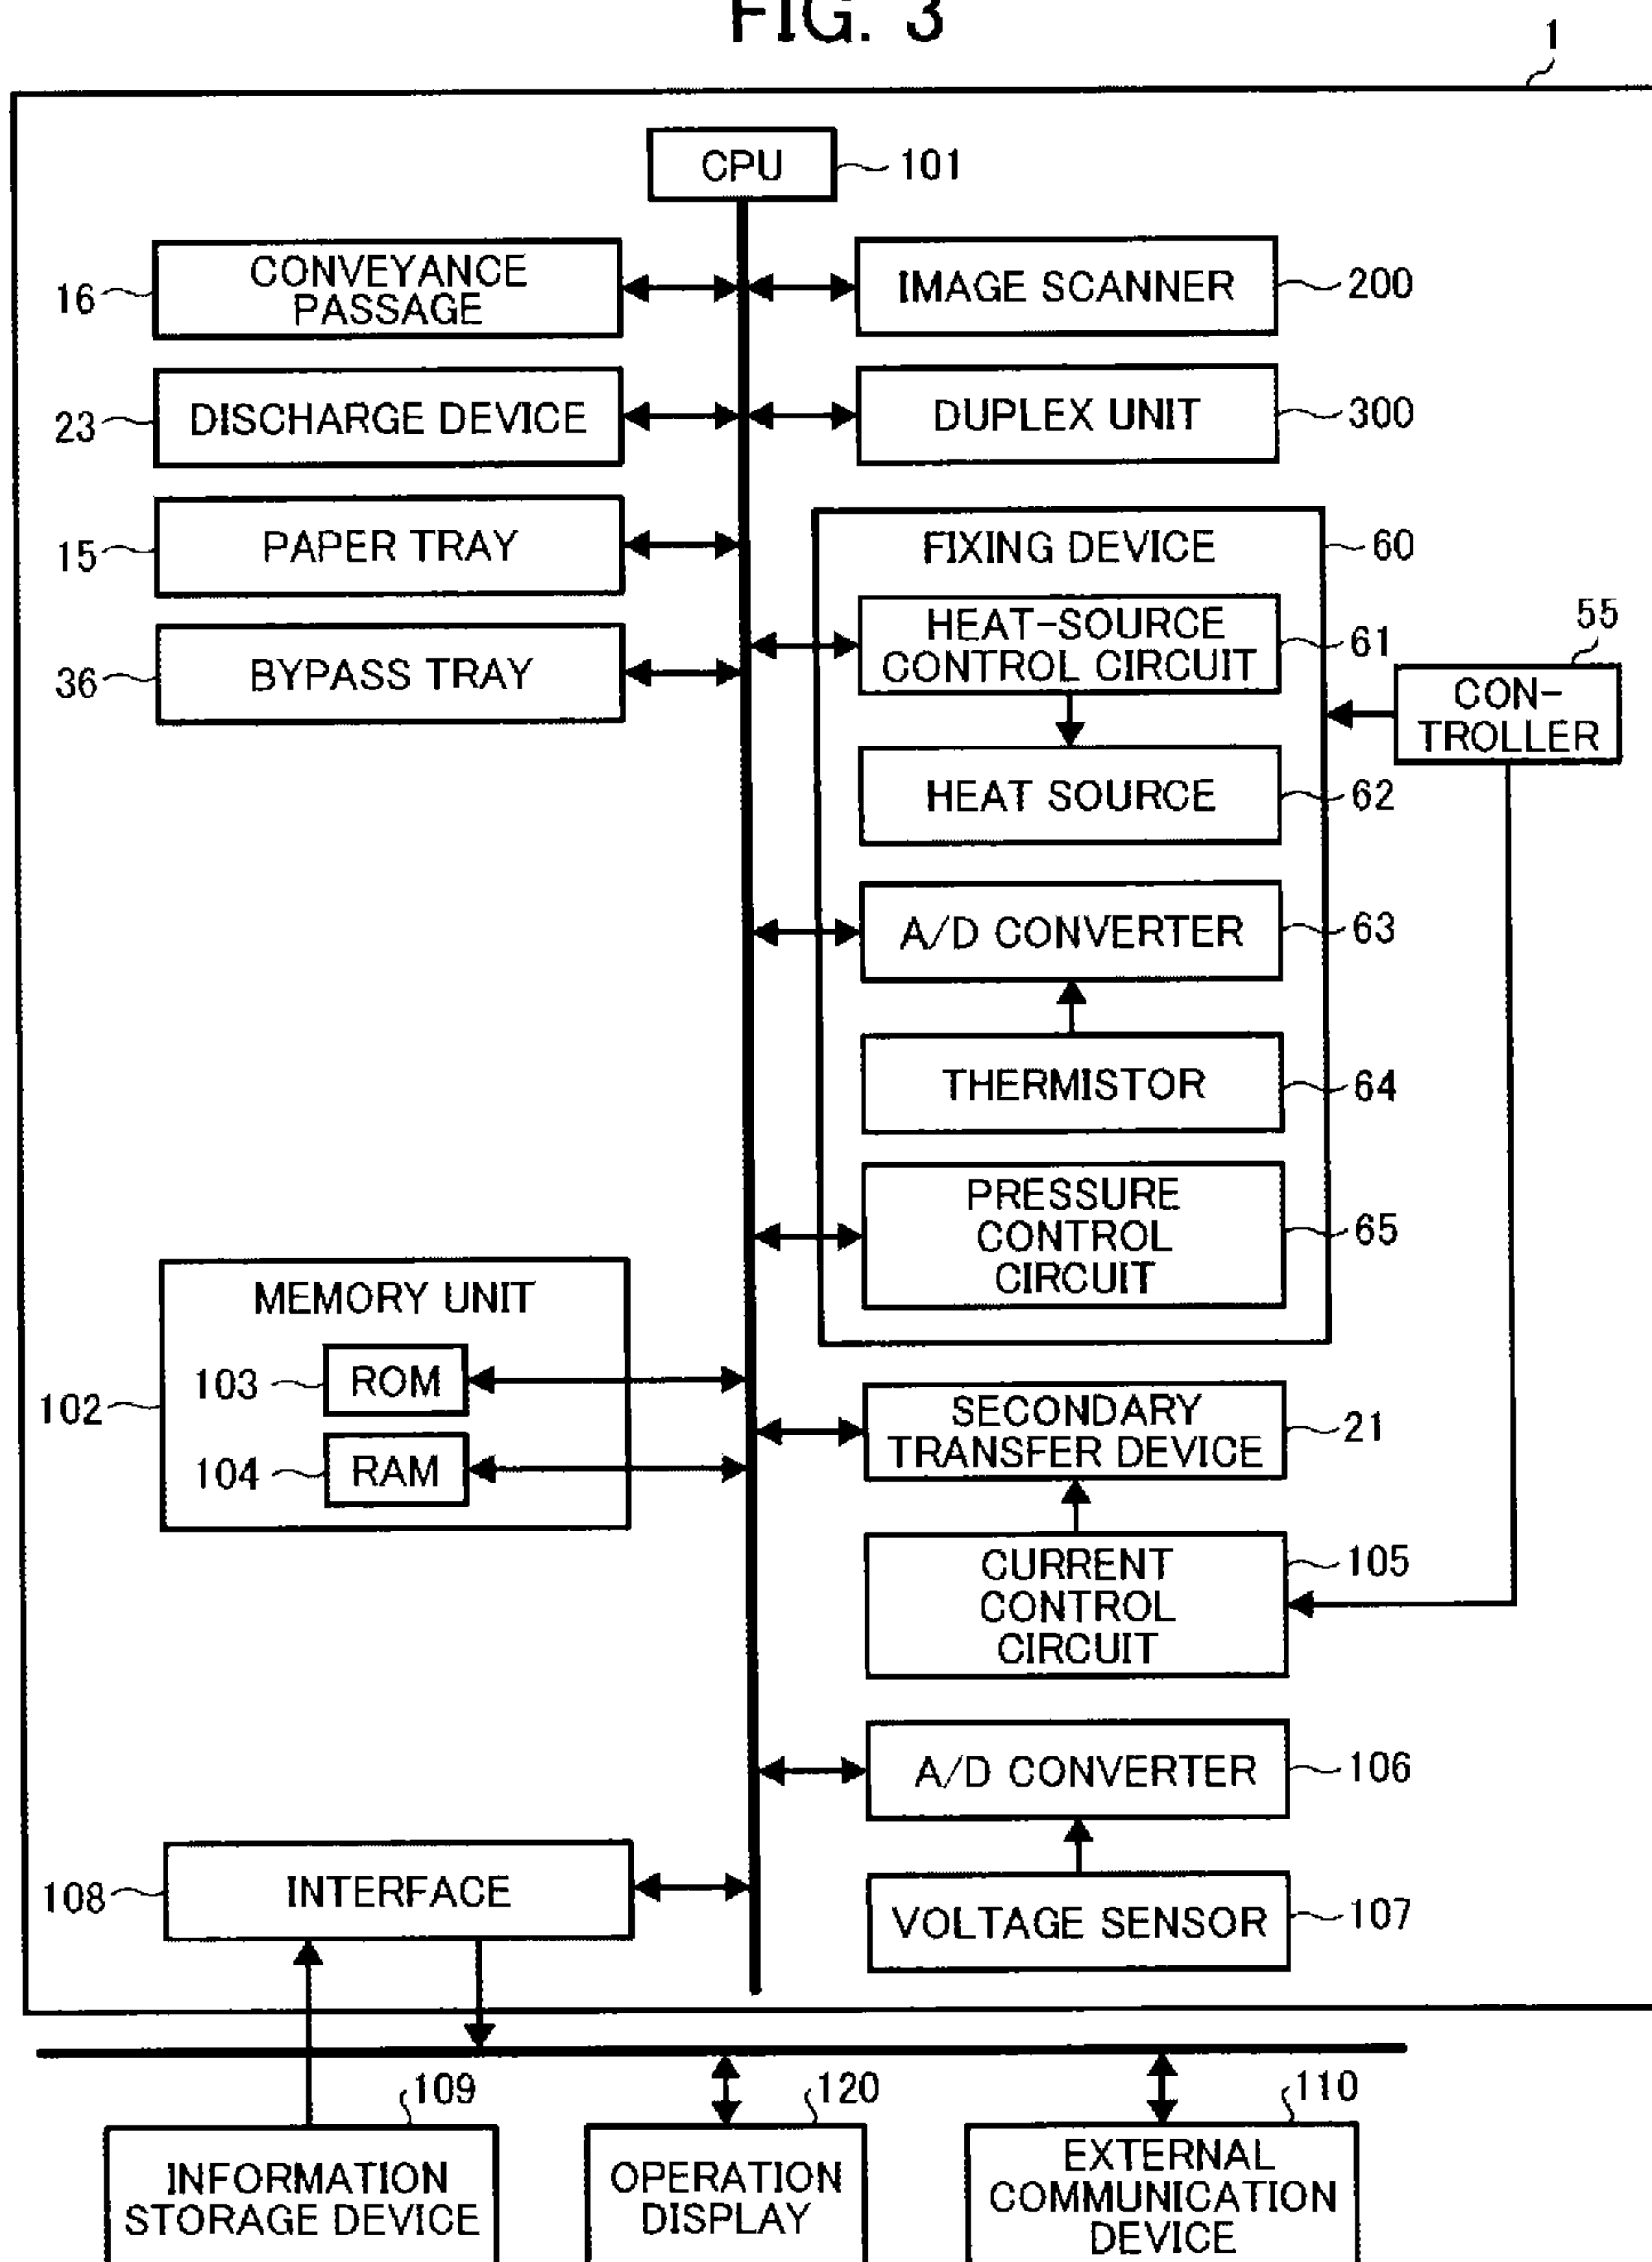 FIG. 3
1
CPU
101
CONVEYANCE
PASSAGE
16
IMAGE SCANNER
200
DISCHARGE DEVICE
23
DUPLEX UNIT
300
PAPER TRAY
15
FIXING DEVICE
60
HEAT-SOURCE
CONTROL CIRCUIT
61
BYPASS TRAY
36
55
CON-
TROLLER
HEAT SOURCE
62
A/D CONVERTER
63
THERMISTOR
64
PRESSURE
CONTROL
CIRCUIT
65
MEMORY UNIT
102
103
ROM
104
RAM
SECONDARY
TRANSFER DEVICE
21
CURRENT
CONTROL
CIRCUIT
105
A/D CONVERTER
106
INTERFACE
108
VOLTAGE SENSOR
107
109
INFORMATION
STORAGE DEVICE
120
OPERATION
DISPLAY
110
EXTERNAL
COMMUNICATION
DEVICE